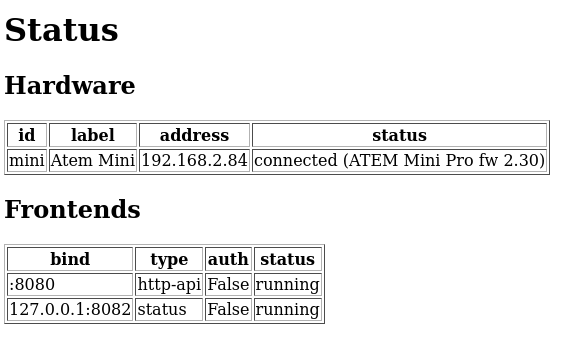 Status
Hardware
id label address status
mini Atem Mini 192.168.2.84 connected (ATEM Mini Pro fw 2.30)
Frontends
bind type auth status
:8080 http-api False running
127.0.0.1:8082 status False running